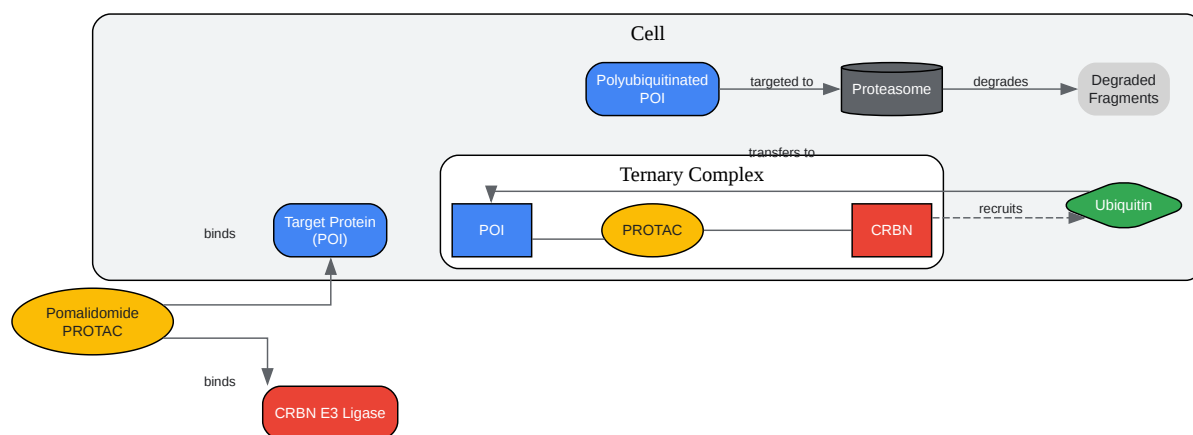 Cell
Polyubiquitinated
POI
targeted to
Proteasome
degrades
Degraded
Fragments
transfers to
Ternary Complex
binds
Target Protein
(POI)
POI
PROTAC
CRBN
recruits
Ubiquitin
Pomalidomide
PROTAC
binds
CRBN E3 Ligase